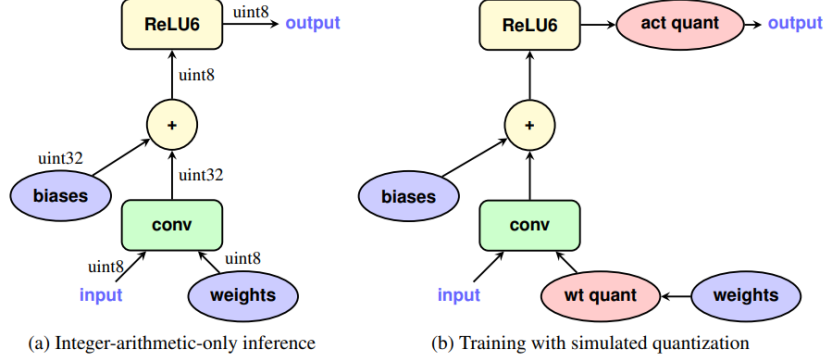 ReLU6
uint8
output
uint8
+
uint32
biases
uint32
conv
uint8
uint8
input
weights
(a) Integer-arithmetic-only inference
ReLU6
act quant
output
+
biases
conv
input
wt quant
weights
(b) Training with simulated quantization